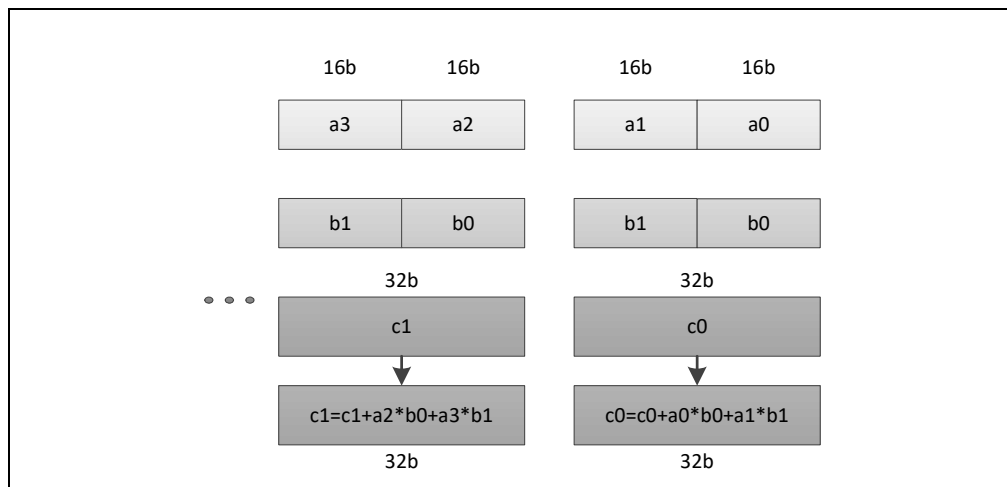 16b 16b 16b 16b
a3 a2 a1 a0
b1 b0 b1 b0
32b 32b
c1 c0
c1=c1+a2*b0+a3*b1 c0=c0+a0*b0+a1*b1
32b 32b